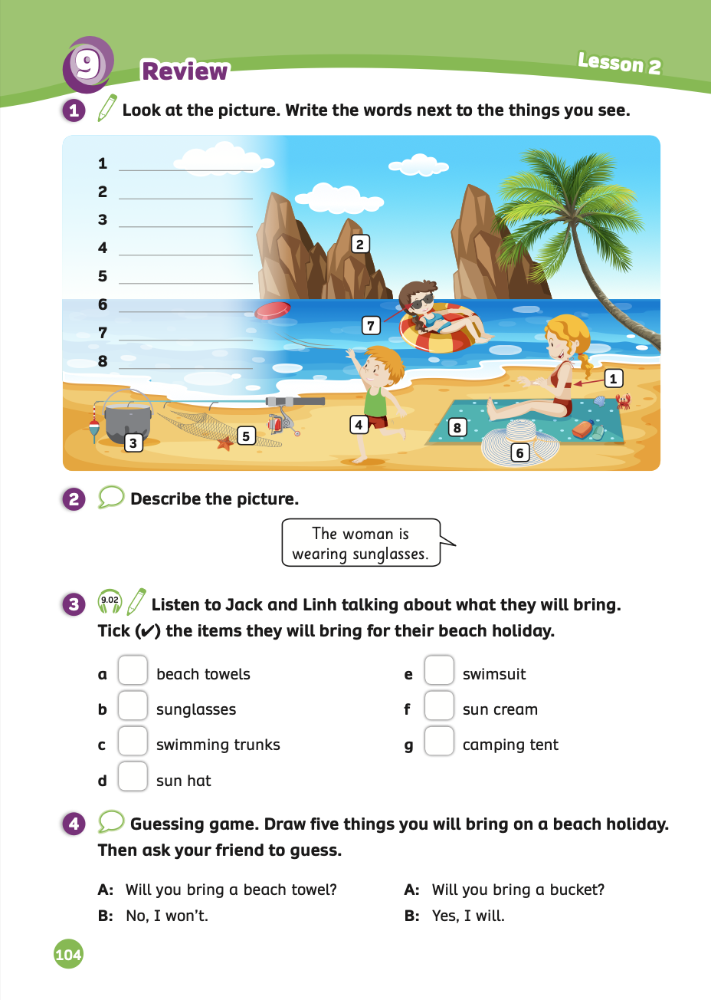 9
Review
Lesson 2
1 Look at the picture. Write the words next to the things you see.
1
2
3
4
5
6
7
8
2
7
1
4
8
5
3
6
2 Describe the picture.
The woman is
wearing sunglasses.
3 9.02 Listen to Jack and Linh talking about what they will bring.
Tick (✔) the items they will bring for their beach holiday.
a beach towels
b sunglasses
c swimming trunks
d sun hat
e swimsuit
f sun cream
g camping tent
4 Guessing game. Draw five things you will bring on a beach holiday.
Then ask your friend to guess.
A: Will you bring a beach towel?
B: No, I won't.
A: Will you bring a bucket?
B: Yes, I will.
104